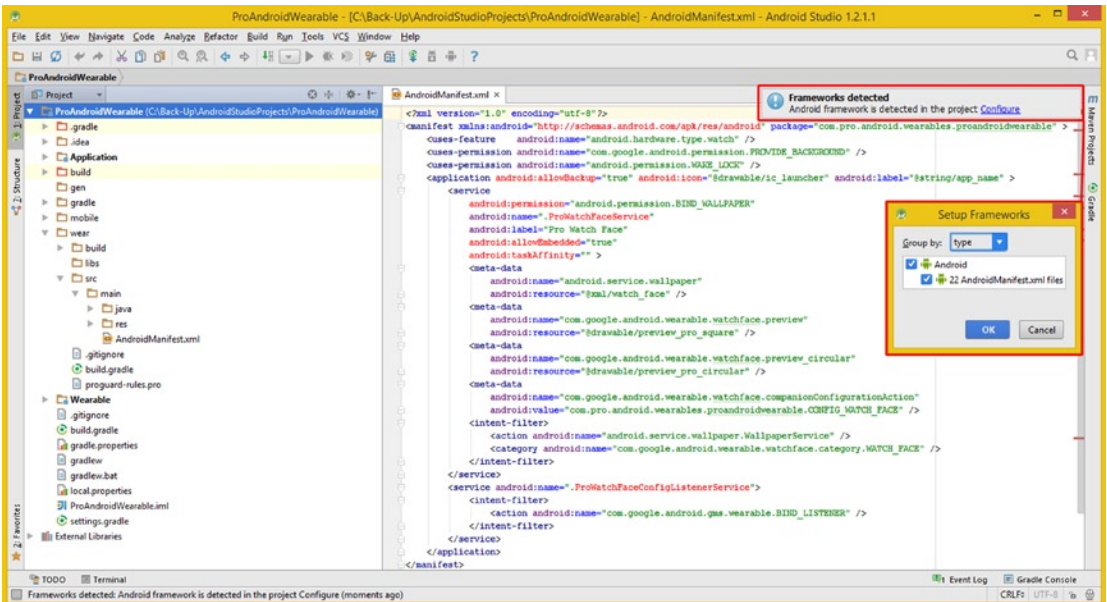 ProAndroidWearable - [C:\Back-Up\AndroidStudioProjects\ProAndroidWearable] - AndroidManifest.xml - Android Studio 1.2.1.1
File Edit View Navigate Code Analyze Refactor Build Run Tools VCS Window Help
ProAndroidWearable
Project
AndroidManifest.xml
1: Project
2: Structure
2: Favorites
ProAndroidWearable (C:\Back-Up\AndroidStudioProjects\ProAndroidWearable)
.gradle
.idea
Application
build
gen
gradle
mobile
wear
build
libs
src
main
java
res
AndroidManifest.xml
.gitignore
build.gradle
proguard-rules.pro
Wearable
.gitignore
build.gradle
gradle.properties
gradlew
gradlew.bat
local.properties
ProAndroidWearable.iml
settings.gradle
External Libraries
<?xml version="1.0" encoding="utf-8"?>
<manifest xmlns:android="http://schemas.android.com/apk/res/android" package="com.pro.android.wearables.proandroidwearable" >
<uses-feature android:name="android.hardware.type.watch" />
<uses-permission android:name="com.google.android.permission.PROVIDE_BACKGROUND" />
<uses-permission android:name="android.permission.WAKE_LOCK" />
<application android:allowBackup="true" android:icon="@drawable/ic_launcher" android:label="@string/app_name" >
<service
android:permission="android.permission.BIND_WALLPAPER"
android:name=".ProWatchFaceService"
android:label="Pro Watch Face"
android:allowEmbedded="true"
android:taskAffinity="" >
<meta-data
android:name="android.service.wallpaper"
android:resource="@xml/watch_face" />
<meta-data
android:name="com.google.android.wearable.watchface.preview"
android:resource="@drawable/preview_pro_square" />
<meta-data
android:name="com.google.android.wearable.watchface.preview_circular"
android:resource="@drawable/preview_pro_circular" />
<meta-data
android:name="com.google.android.wearable.watchface.companionConfigurationAction"
android:value="com.pro.android.wearables.proandroidwearable.CONFIG_WATCH_FACE" />
<intent-filter>
<action android:name="android.service.wallpaper.WallpaperService" />
<category android:name="com.google.android.wearable.watchface.category.WATCH_FACE" />
</intent-filter>
</service>
<service android:name=".ProWatchFaceConfigListenerService">
<intent-filter>
<action android:name="com.google.android.gms.wearable.BIND_LISTENER" />
</intent-filter>
</service>
</application>
</manifest>
Frameworks detected
Android framework is detected in the project Configure
Setup Frameworks
Group by: type
Android
22 AndroidManifest.xml files
OK Cancel
Maven Projects
Gradle
TODO Terminal
1 Event Log Gradle Console
Frameworks detected: Android framework is detected in the project Configure (moments ago)
CRLF÷ UTF-8